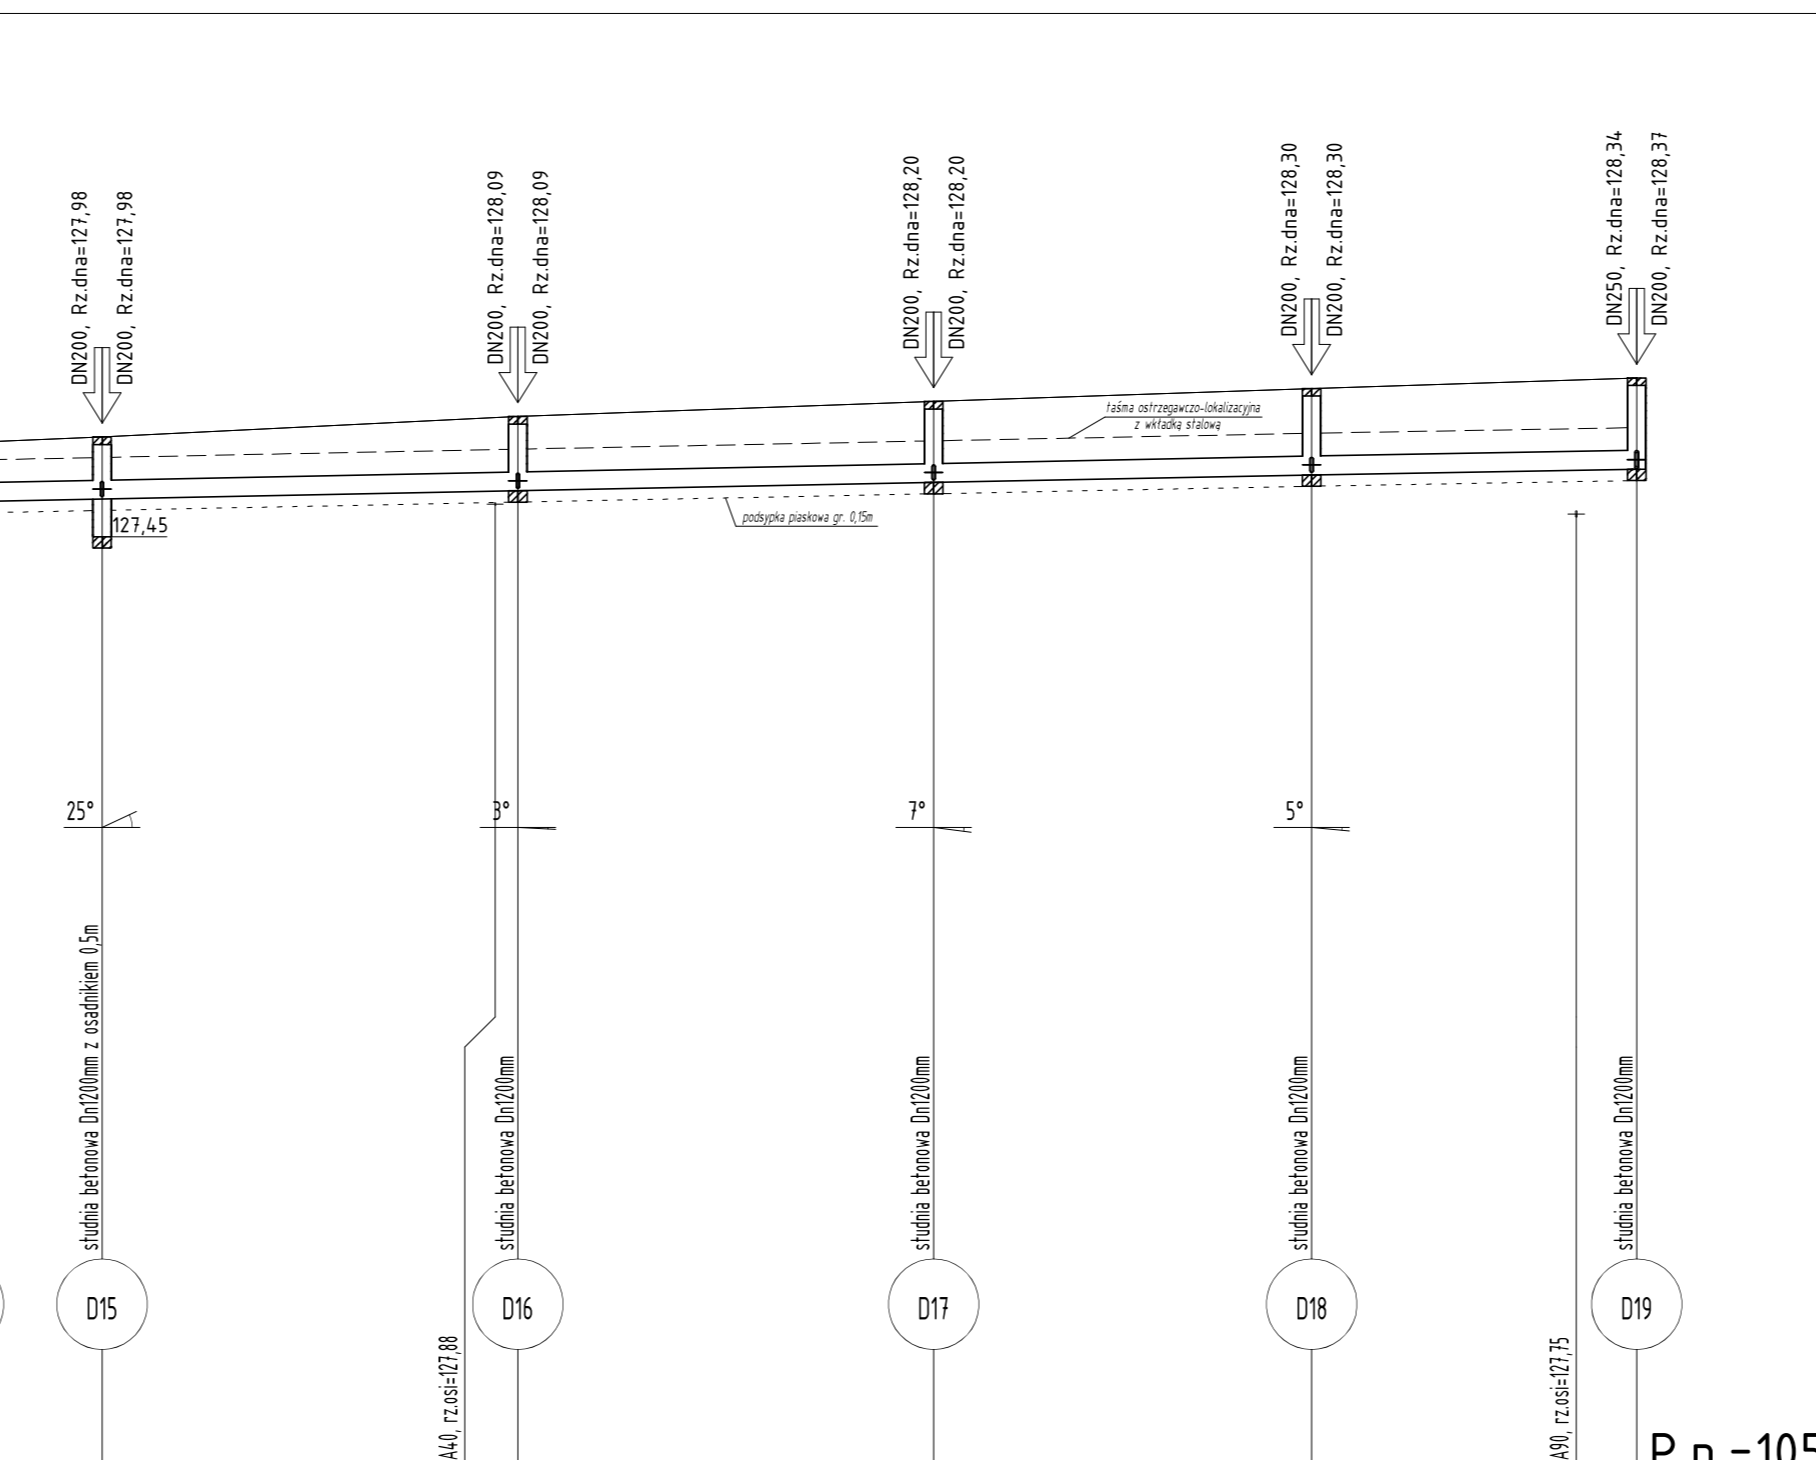 DN200, Rz.dna=127,98
DN200, Rz.dna=127,98
DN200, Rz.dna=128,09
DN200, Rz.dna=128,09
DN200, Rz.dna=128,20
DN200, Rz.dna=128,20
DN200, Rz.dna=128,30
DN200, Rz.dna=128,30
DN250, Rz.dna=128,34
DN200, Rz.dna=128,37
taśma ostrzegawczo-lokalizacyjna
z wkładką stalową
127,45
podsypka piaskowa gr. 0,15m
25°
3°
7°
5°
studnia betonowa Dn1200mm z osadnikiem 0,5m
studnia betonowa Dn1200mm
studnia betonowa Dn1200mm
studnia betonowa Dn1200mm
studnia betonowa Dn1200mm
D15
D16
D17
D18
D19
A40, rz.osi=127,88
A90, rz.osi=127,75
P.p.=105